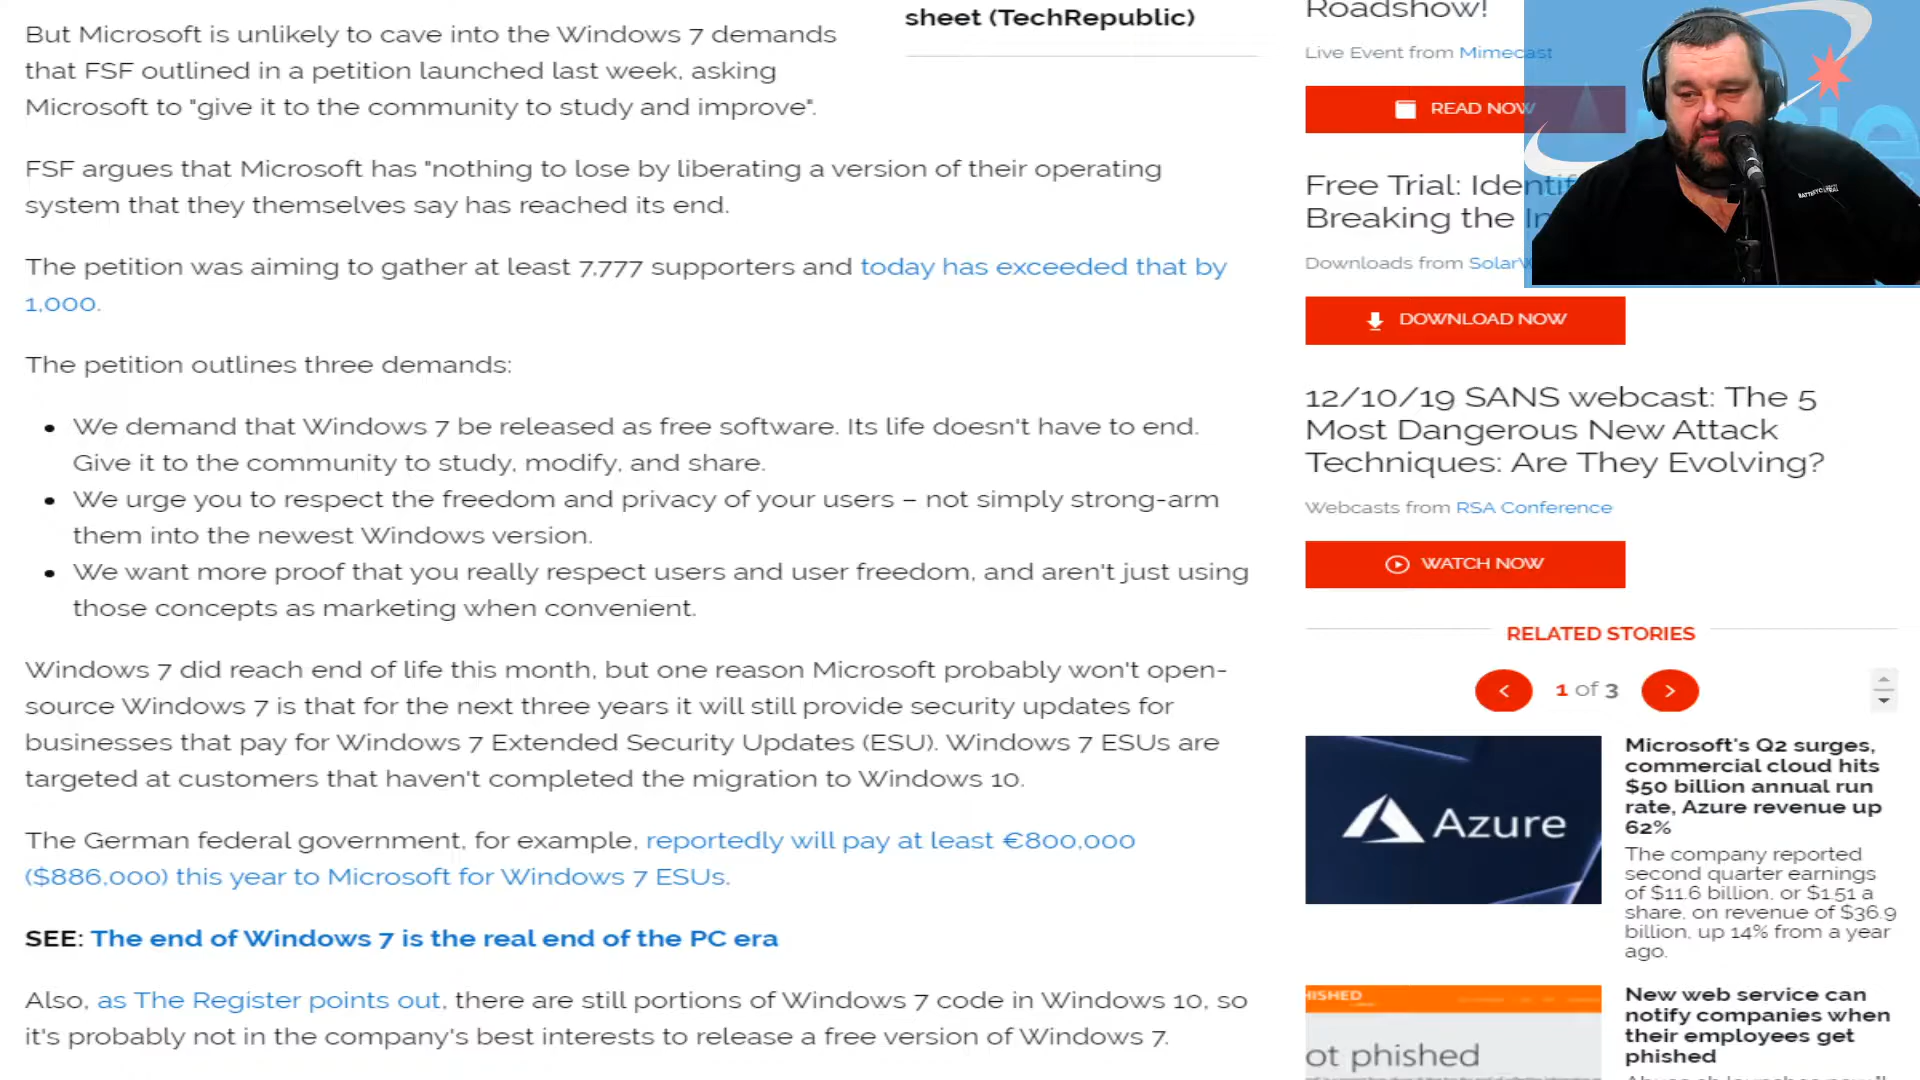 But Microsoft is unlikely to cave into the Windows 7 demands
that FSF outlined in a petition launched last week, asking
Microsoft to "give it to the community to study and improve".
FSF argues that Microsoft has "nothing to lose by liberating a version of their operating
system that they themselves say has reached its end.
The petition was aiming to gather at least 7,777 supporters and today has exceeded that by
1,000.
The petition outlines three demands:
We demand that Windows 7 be released as free software. Its life doesn't have to end.
Give it to the community to study, modify, and share.
We urge you to respect the freedom and privacy of your users – not simply strong-arm
them into the newest Windows version.
We want more proof that you really respect users and user freedom, and aren't just using
those concepts as marketing when convenient.
Windows 7 did reach end of life this month, but one reason Microsoft probably won't open-
source Windows 7 is that for the next three years it will still provide security updates for
businesses that pay for Windows 7 Extended Security Updates (ESU). Windows 7 ESUs are
targeted at customers that haven't completed the migration to Windows 10.
The German federal government, for example, reportedly will pay at least €800,000
($886,000) this year to Microsoft for Windows 7 ESUs.
SEE: The end of Windows 7 is the real end of the PC era
Also, as The Register points out, there are still portions of Windows 7 code in Windows 10, so
it's probably not in the company's best interests to release a free version of Windows 7.
sheet (TechRepublic)
Roadshow!
Live Event from Mimecast
READ NOW
Free Trial:
Breaking the
Downloads from
DOWNLOAD NOW
12/10/19 SANS webcast: The 5
Most Dangerous New Attack
Techniques: Are They Evolving?
Webcasts from RSA Conference
WATCH NOW
RELATED STORIES
1 of 3
Azure
Microsoft's Q2 surges,
commercial cloud hits
$50 billion annual run
rate, Azure revenue up
62%
The company reported
second quarter earnings
of $11.6 billion, or $1.51 a
share, on revenue of $36.9
billion, up 14% from a year
ago.
ot phished
New web service can
notify companies when
their employees get
phished